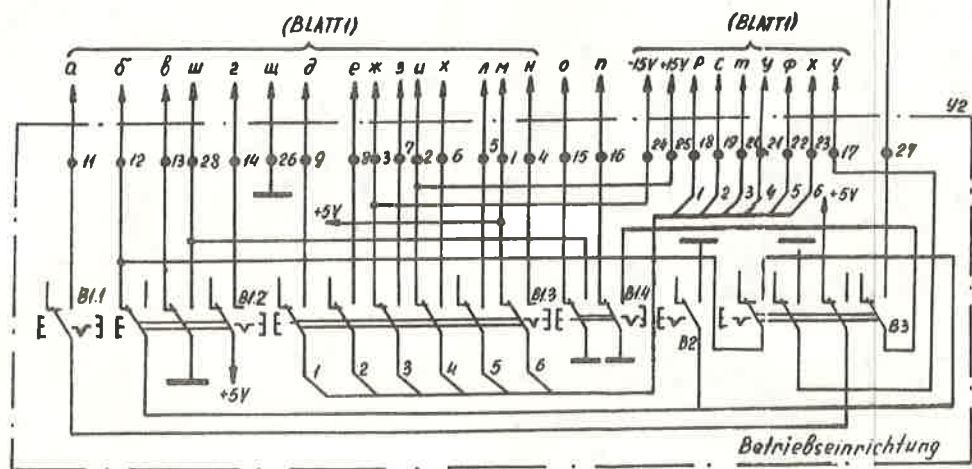 (BLATT1) (BLATT1)
а б в ш г щ д е ж з и х л м н о п -15V +15V р с т у ф х у
У2
11 12 13 28 14 26 9 8 3 7 2 6 5 1 4 15 16 24 25 18 19 20 21 22 23 17 29
1 2 3 4 5 6 +5V
+5V
B1.1 B1.2 B1.3 B1.4 B2 B3
+5V
1 2 3 4 5 6
Betriebseinrichtung